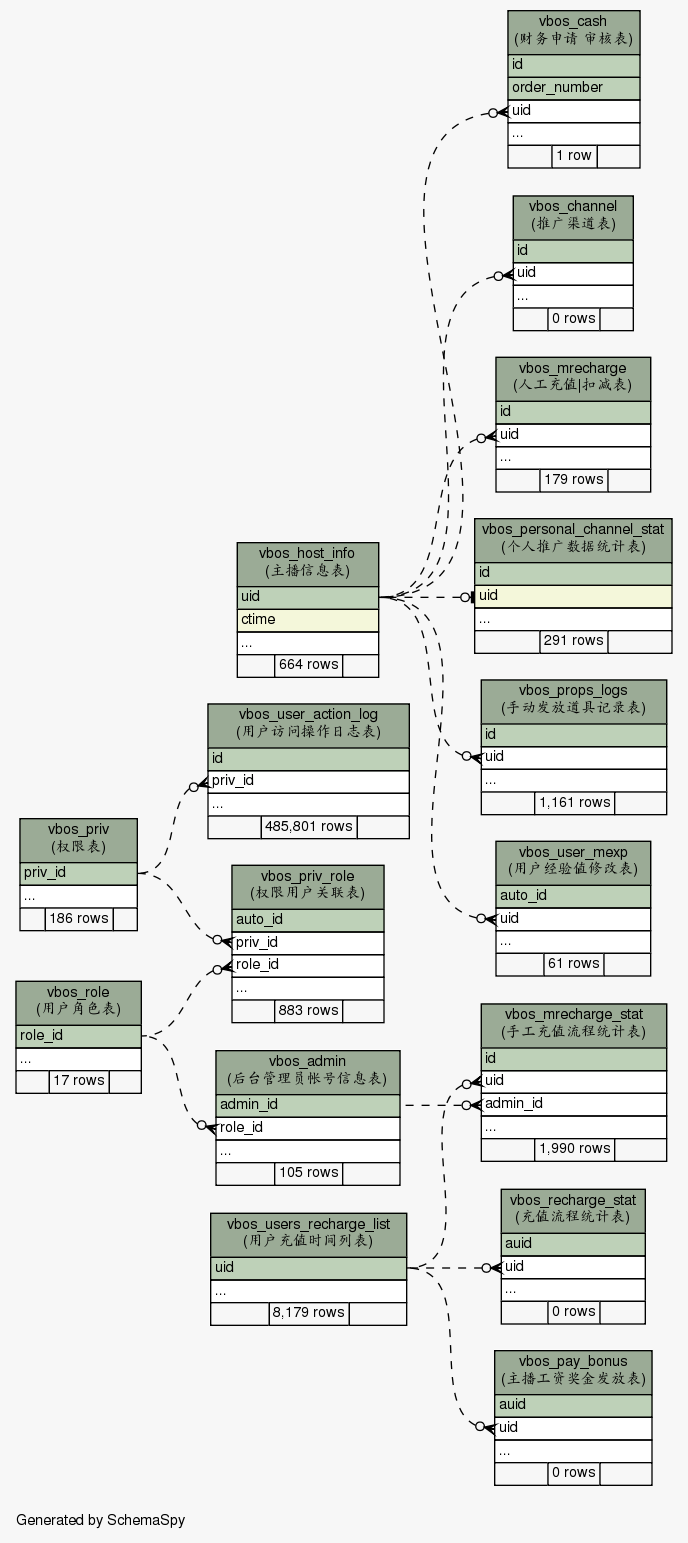 vbos_cash
(财务申请 审核表)
id
order_number
uid
...
1 row
vbos_channel
(推广渠道表)
id
uid
...
0 rows
vbos_mrecharge
(人工充值|扣减表)
id
uid
...
179 rows
vbos_personal_channel_stat
(个人推广数据统计表)
id
uid
...
291 rows
vbos_host_info
(主播信息表)
uid
ctime
...
664 rows
vbos_props_logs
(手动发放道具记录表)
id
uid
...
1,161 rows
vbos_user_action_log
(用户访问操作日志表)
id
priv_id
...
485,801 rows
vbos_priv
(权限表)
priv_id
...
186 rows
vbos_user_mexp
(用户经验值修改表)
auto_id
uid
...
61 rows
vbos_priv_role
(权限用户关联表)
auto_id
priv_id
role_id
...
883 rows
vbos_role
(用户角色表)
role_id
...
17 rows
vbos_mrecharge_stat
(手工充值流程统计表)
id
uid
admin_id
...
1,990 rows
vbos_admin
(后台管理员帐号信息表)
admin_id
role_id
...
105 rows
vbos_recharge_stat
(充值流程统计表)
auid
uid
...
0 rows
vbos_users_recharge_list
(用户充值时间列表)
uid
...
8,179 rows
vbos_pay_bonus
(主播工资奖金发放表)
auid
uid
...
0 rows
Generated by SchemaSpy